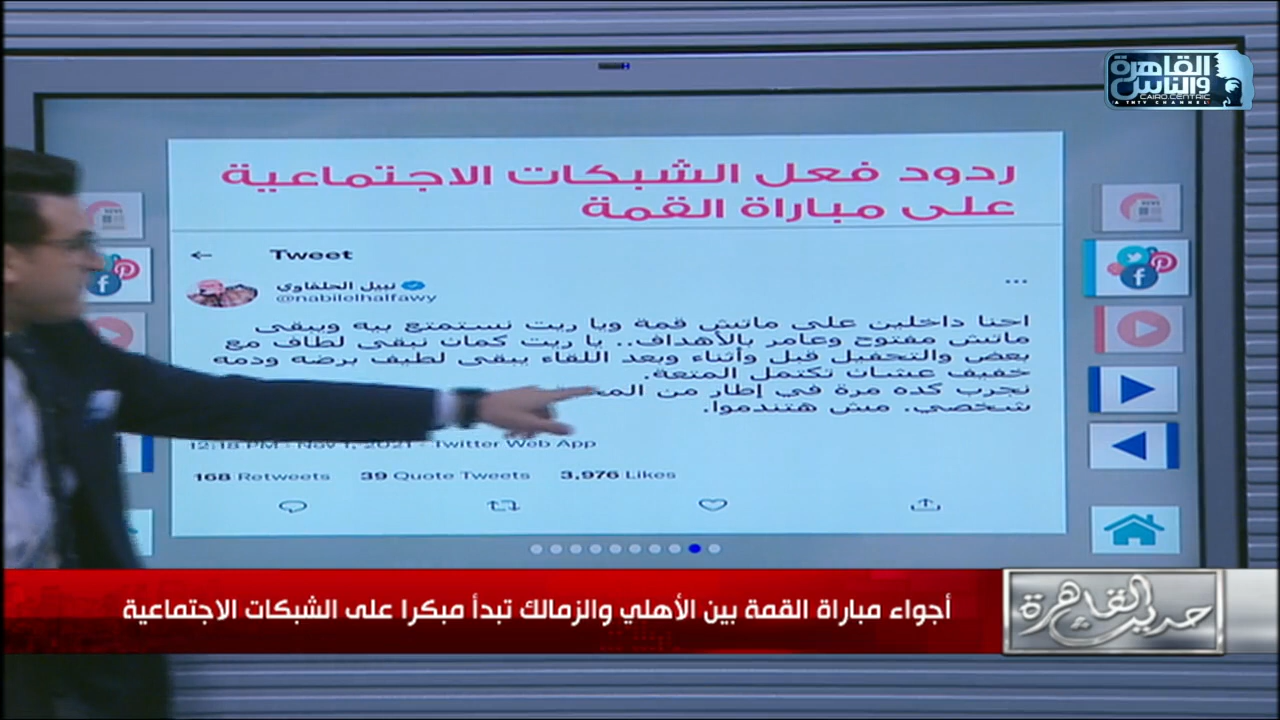 القاهرة
والناس
CAIRO.CENTRIC
A TNTV CHANNEL
ردود فعل الشبكات الاجتماعية
على مباراة القمة
Tweet
نبيل الحلفاوي
@nabilelhalfawy
احنا داخلين على ماتش قمة ويا ريت نستمتع بيه ويبقى
ماتش مفتوح وعامر بالأهداف.. يا ريت كمان نبقى لطاف مع
بعض والتحفيل قبل وأثناء وبعد اللقاء يبقى لطيف برضه ودمه
خفيف عشان تكتمل المتعة.
نجرب كده مرة في إطار من
شخصي. مش هتندموا.
12:18 PM · Nov 1, 2021 · Twitter Web App
168 Retweets 39 Quote Tweets 3,976 Likes
أجواء مباراة القمة بين الأهلي والزمالك تبدأ مبكرا على الشبكات الاجتماعية
حديث القاهرة